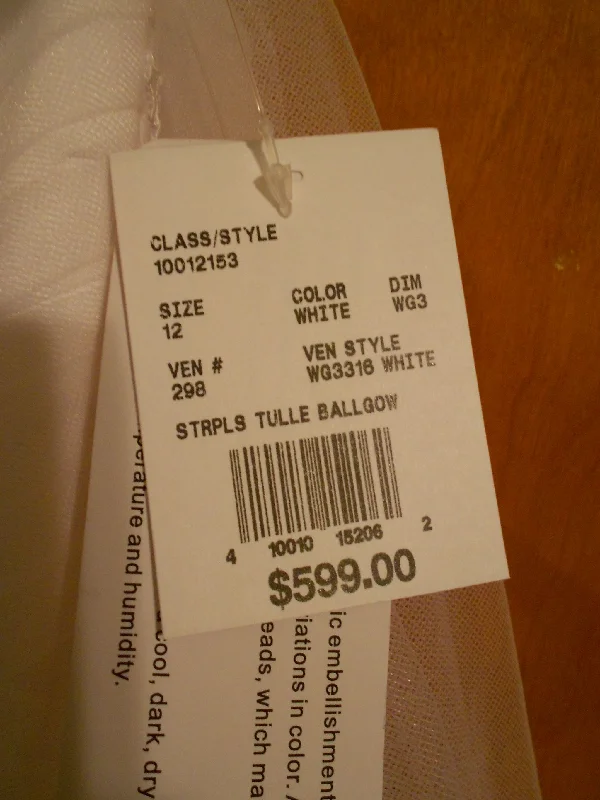 CLASS/STYLE
10012153
SIZE COLOR DIM
12 WHITE WG3
VEN # VEN STYLE
298 WG3316 WHITE
STRPLS TULLE BALLGOW
4 10010 15206 2
$599.00
and humidity.
cool, dark, dry
ic embellishment
iations in color.
eads, which ma